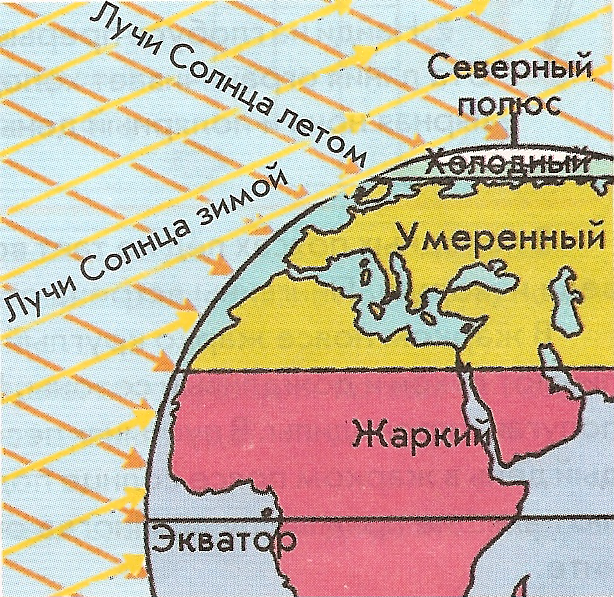 Лучи Солнца летом
Северный
полюс
Холодный
Лучи Солнца зимой
Умеренный
Жаркий
Экватор